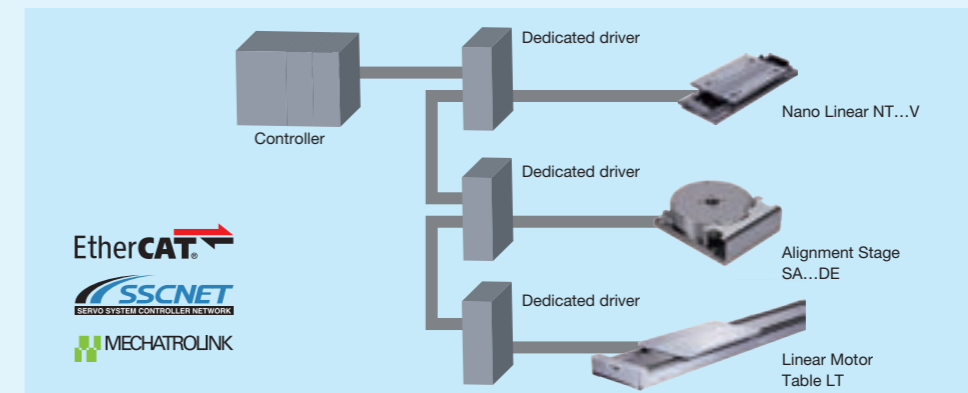 Dedicated driver
Controller
Nano Linear NT…V
Dedicated driver
Alignment Stage
SA…DE
EtherCAT®
SSCNET
SERVO SYSTEM CONTROLLER NETWORK
MECHATROLINK
Dedicated driver
Linear Motor
Table LT